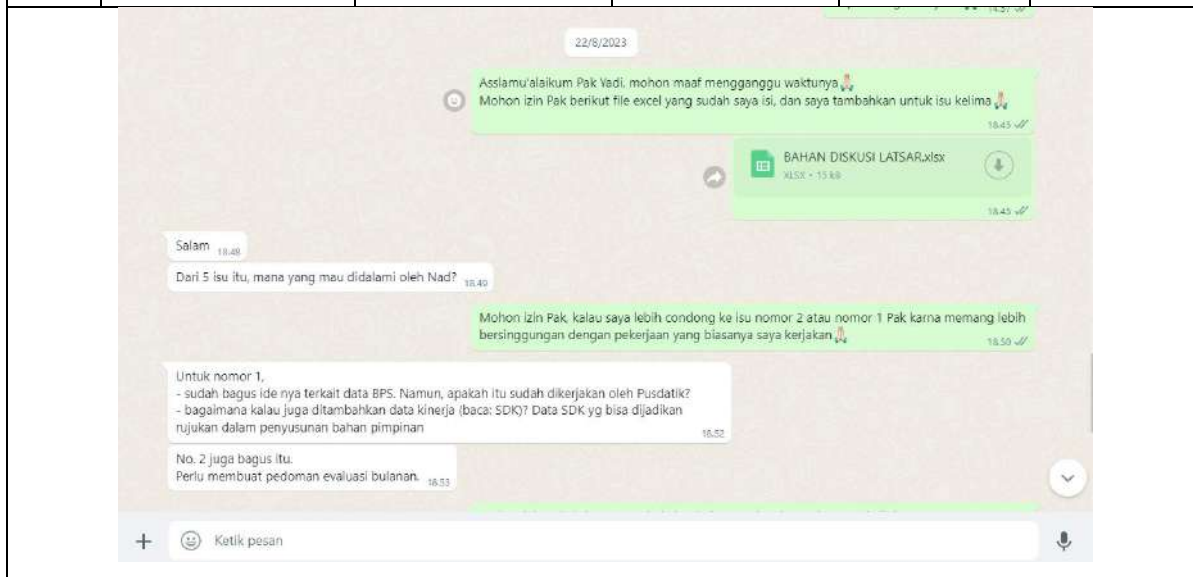 22/8/2023
Asslamu'alaikum Pak Yadi, mohon maaf mengganggu waktunya🙏
Mohon izin Pak berikut file excel yang sudah saya isi, dan saya tambahkan untuk isu kelima🙏
18.45
BAHAN DISKUSI LATSAR.xlsx
XLSX • 15 kB
18.45
Salam 18.48
Dari 5 isu itu, mana yang mau didalami oleh Nad? 18.49
Mohon izin Pak, kalau saya lebih condong ke isu nomor 2 atau nomor 1 Pak karna memang lebih
bersinggungan dengan pekerjaan yang biasanya saya kerjakan🙏
18.50
Untuk nomor 1,
- sudah bagus ide nya terkait data BPS. Namun, apakah itu sudah dikerjakan oleh Pusdatik?
- bagaimana kalau juga ditambahkan data kinerja (baca: SDK)? Data SDK yg bisa dijadikan
rujukan dalam penyusunan bahan pimpinan
18.52
No. 2 juga bagus itu.
Perlu membuat pedoman evaluasi bulanan. 18.53
Ketik pesan